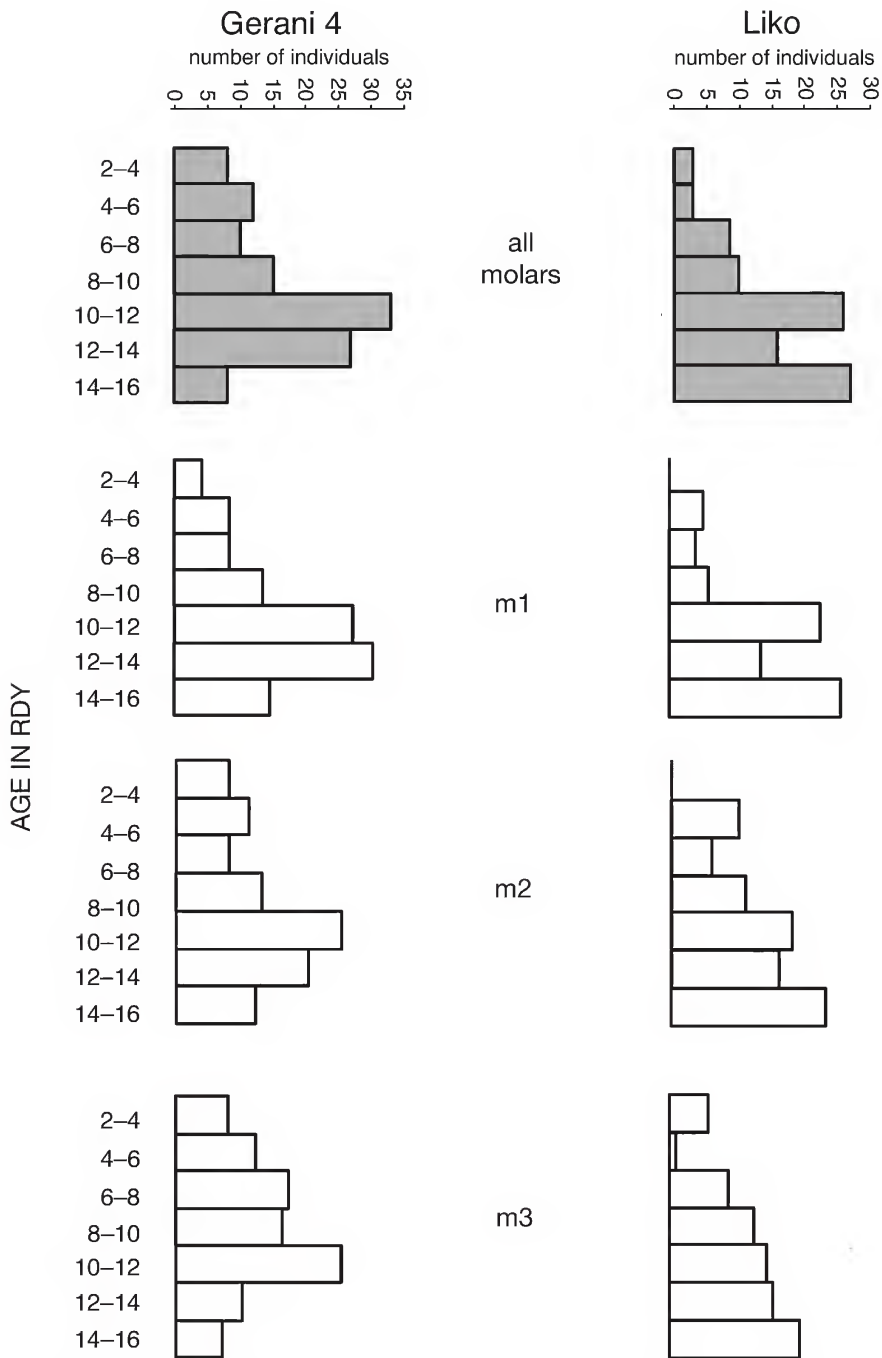 Gerani 4
number of individuals
0 5 10 15 20 25 30 35
Liko
number of individuals
0 5 10 15 20 25 30
2–4
4–6
6–8
8–10
10–12
12–14
14–16
all
molars
2–4
4–6
6–8
8–10
10–12
12–14
14–16
m1
AGE IN RDY
2–4
4–6
6–8
8–10
10–12
12–14
14–16
m2
2–4
4–6
6–8
8–10
10–12
12–14
14–16
m3